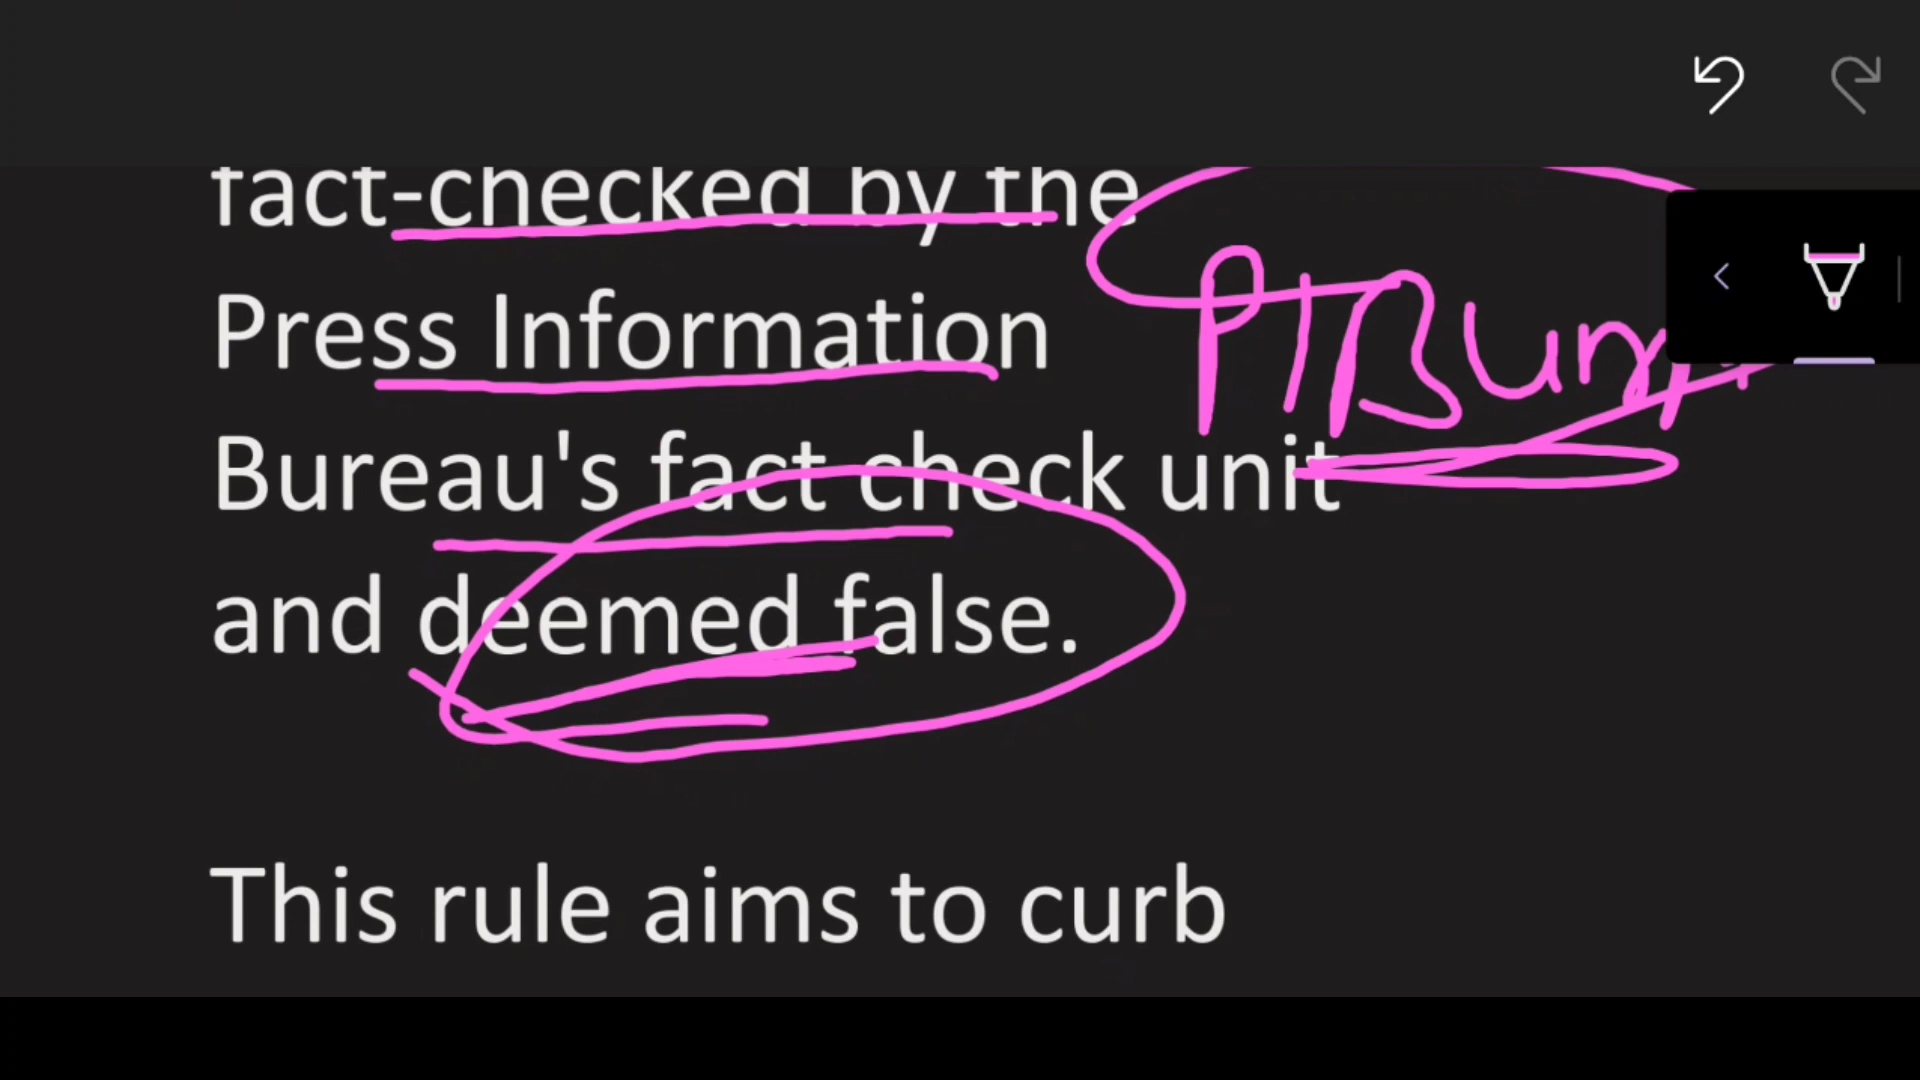 fact-checked by the
Press Information
PIB
Bureau's fact check unit
and deemed false.
This rule aims to curb